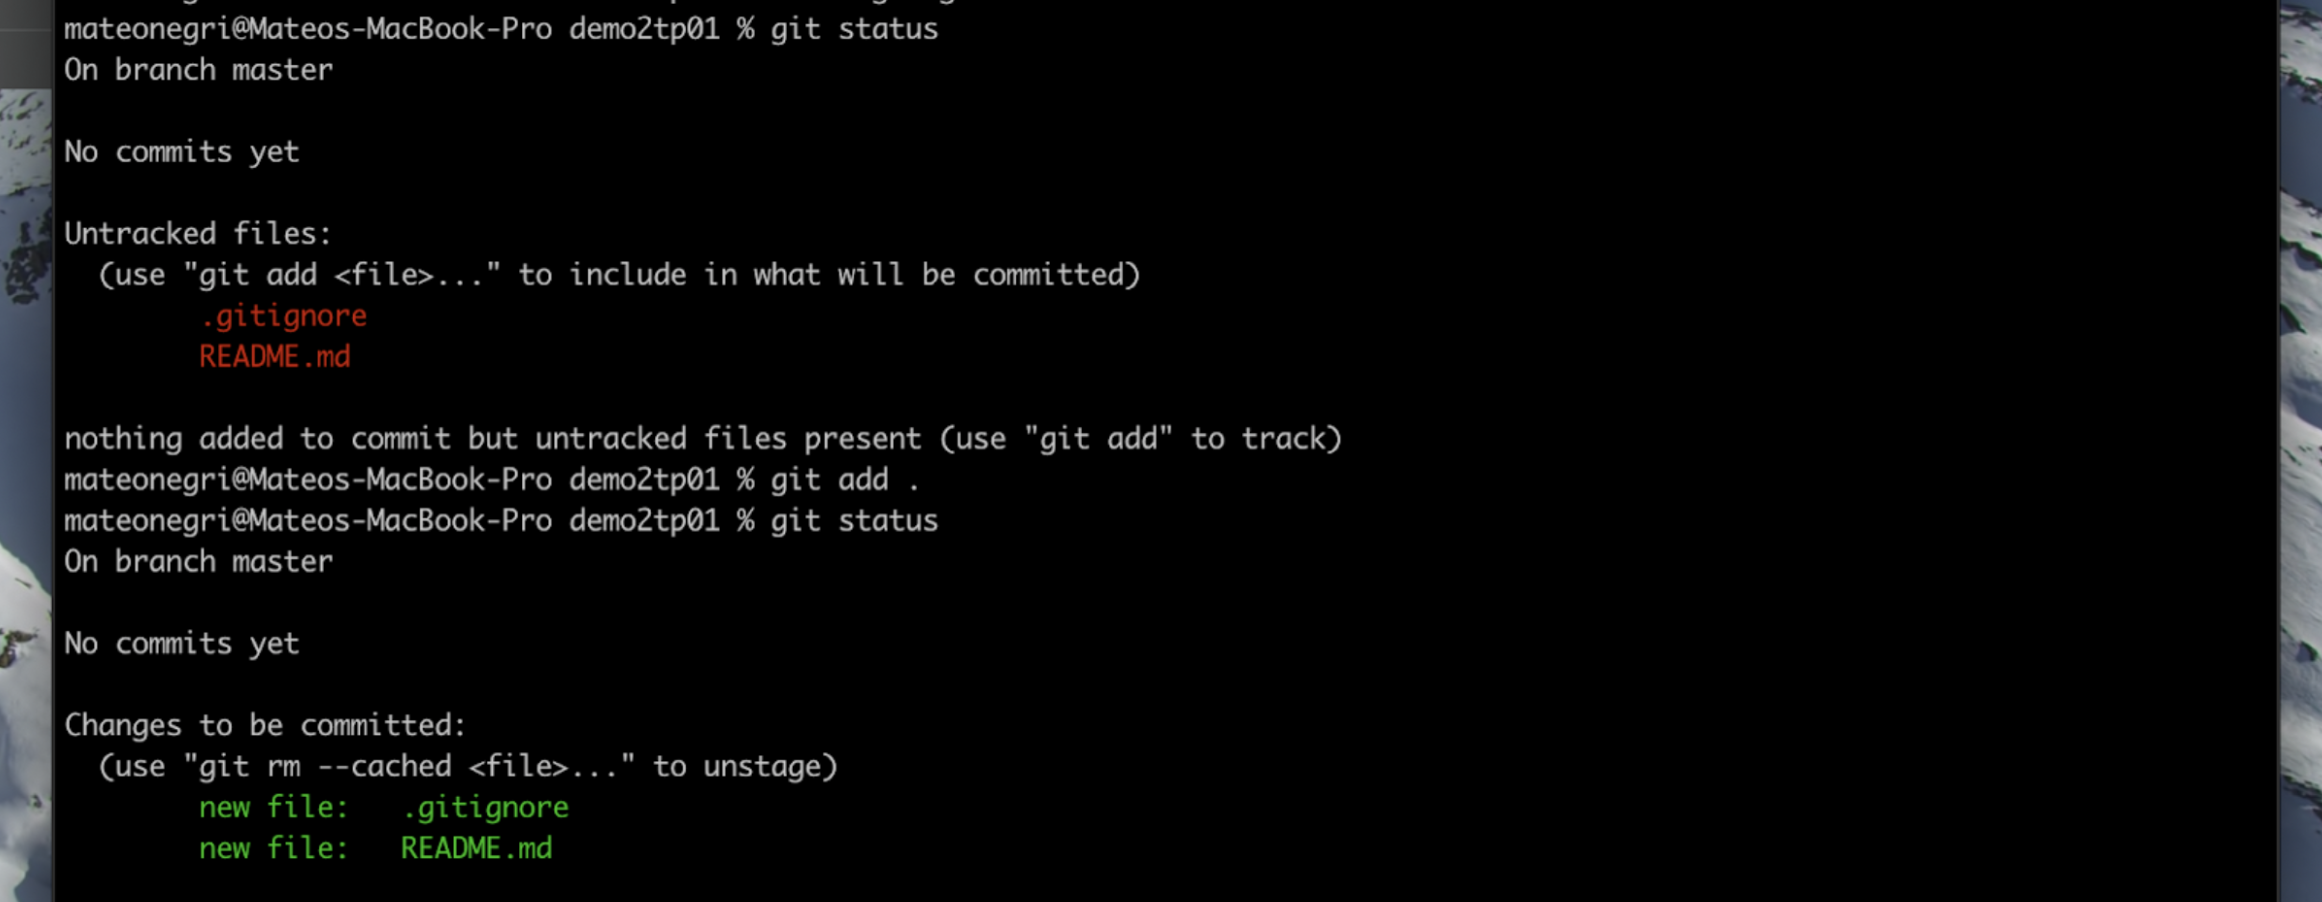 mateonegri@Mateos-MacBook-Pro demo2tp01 % git status
On branch master
No commits yet
Untracked files:
(use "git add <file>..." to include in what will be committed)
.gitignore
README.md
nothing added to commit but untracked files present (use "git add" to track)
mateonegri@Mateos-MacBook-Pro demo2tp01 % git add .
mateonegri@Mateos-MacBook-Pro demo2tp01 % git status
On branch master
No commits yet
Changes to be committed:
(use "git rm --cached <file>..." to unstage)
new file:   .gitignore
new file:   README.md